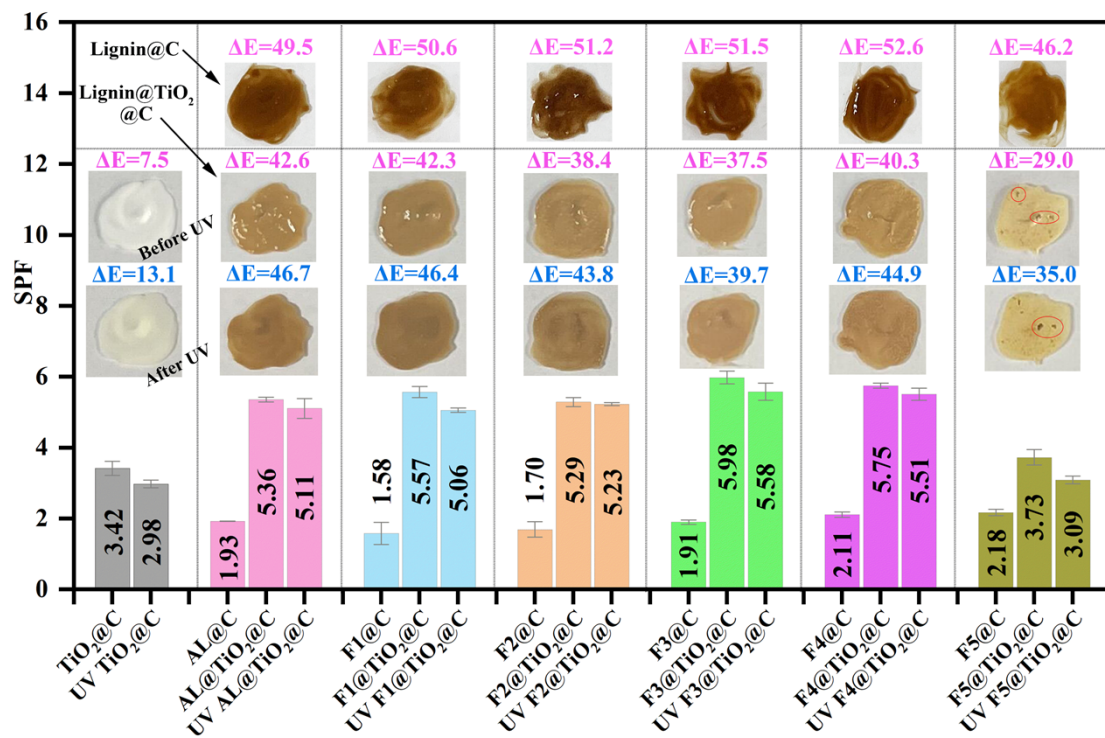 16
14
12
10
8
6
4
2
0
SPF
Lignin@C
Lignin@TiO₂
@C
ΔE=49.5
ΔE=50.6
ΔE=51.2
ΔE=51.5
ΔE=52.6
ΔE=46.2
ΔE=7.5
ΔE=42.6
ΔE=42.3
ΔE=38.4
ΔE=37.5
ΔE=40.3
ΔE=29.0
Before UV
ΔE=13.1
ΔE=46.7
ΔE=46.4
ΔE=43.8
ΔE=39.7
ΔE=44.9
ΔE=35.0
After UV
3.42
2.98
1.93
5.36
5.11
1.58
5.57
5.06
1.70
5.29
5.23
1.91
5.98
5.58
2.11
5.75
5.51
2.18
3.73
3.09
TiO₂@C
UV TiO₂@C
AL@C
AL@TiO₂@C
UV AL@TiO₂@C
F1@C
F1@TiO₂@C
UV F1@TiO₂@C
F2@C
F2@TiO₂@C
UV F2@TiO₂@C
F3@C
F3@TiO₂@C
UV F3@TiO₂@C
F4@C
F4@TiO₂@C
UV F4@TiO₂@C
F5@C
F5@TiO₂@C
UV F5@TiO₂@C